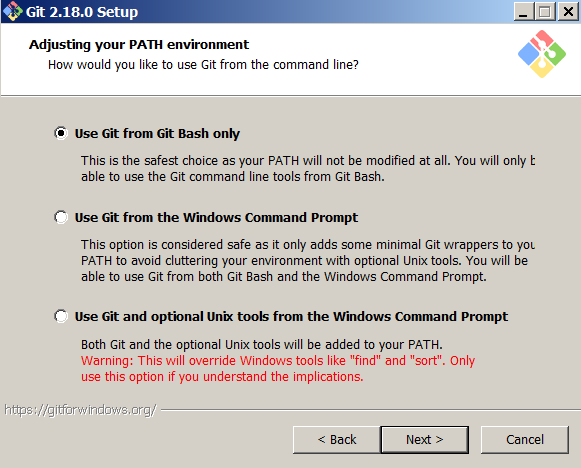 Git 2.18.0 Setup
Adjusting your PATH environment
How would you like to use Git from the command line?
Use Git from Git Bash only
This is the safest choice as your PATH will not be modified at all. You will only
able to use the Git command line tools from Git Bash.
Use Git from the Windows Command Prompt
This option is considered safe as it only adds some minimal Git wrappers to you
PATH to avoid cluttering your environment with optional Unix tools. You will be
able to use Git from both Git Bash and the Windows Command Prompt.
Use Git and optional Unix tools from the Windows Command Prompt
Both Git and the optional Unix tools will be added to your PATH.
Warning: This will override Windows tools like "find" and "sort". Only
use this option if you understand the implications.
https://gitforwindows.org/
< Back Next > Cancel